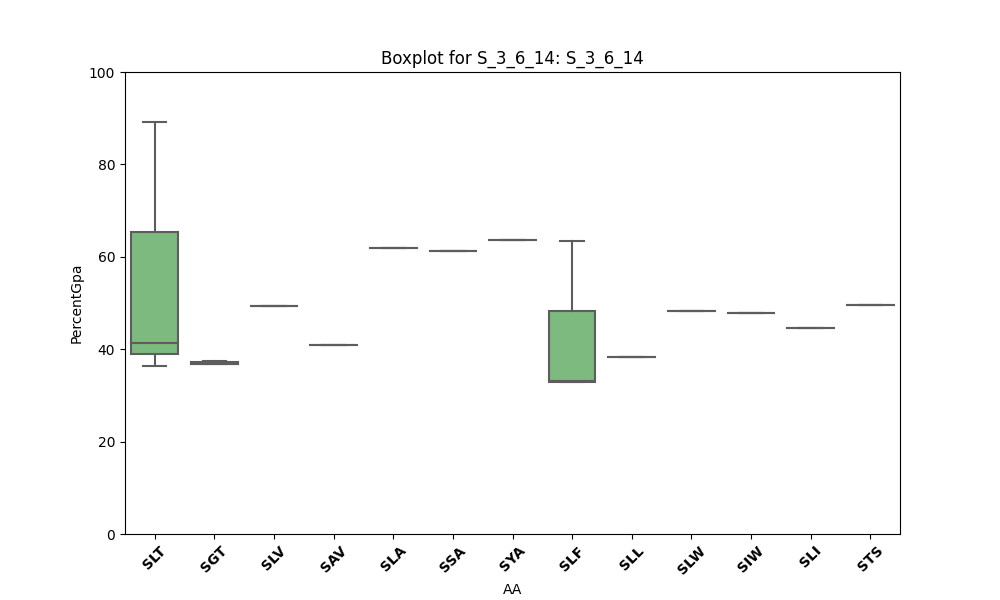 Boxplot for S_3_6_14: S_3_6_14
100
80
60
40
20
0
PercentGpa
SLT
SGT
SLV
SAV
SLA
SSA
SYA
SLF
SLL
SLW
SIW
SLI
STS
AA